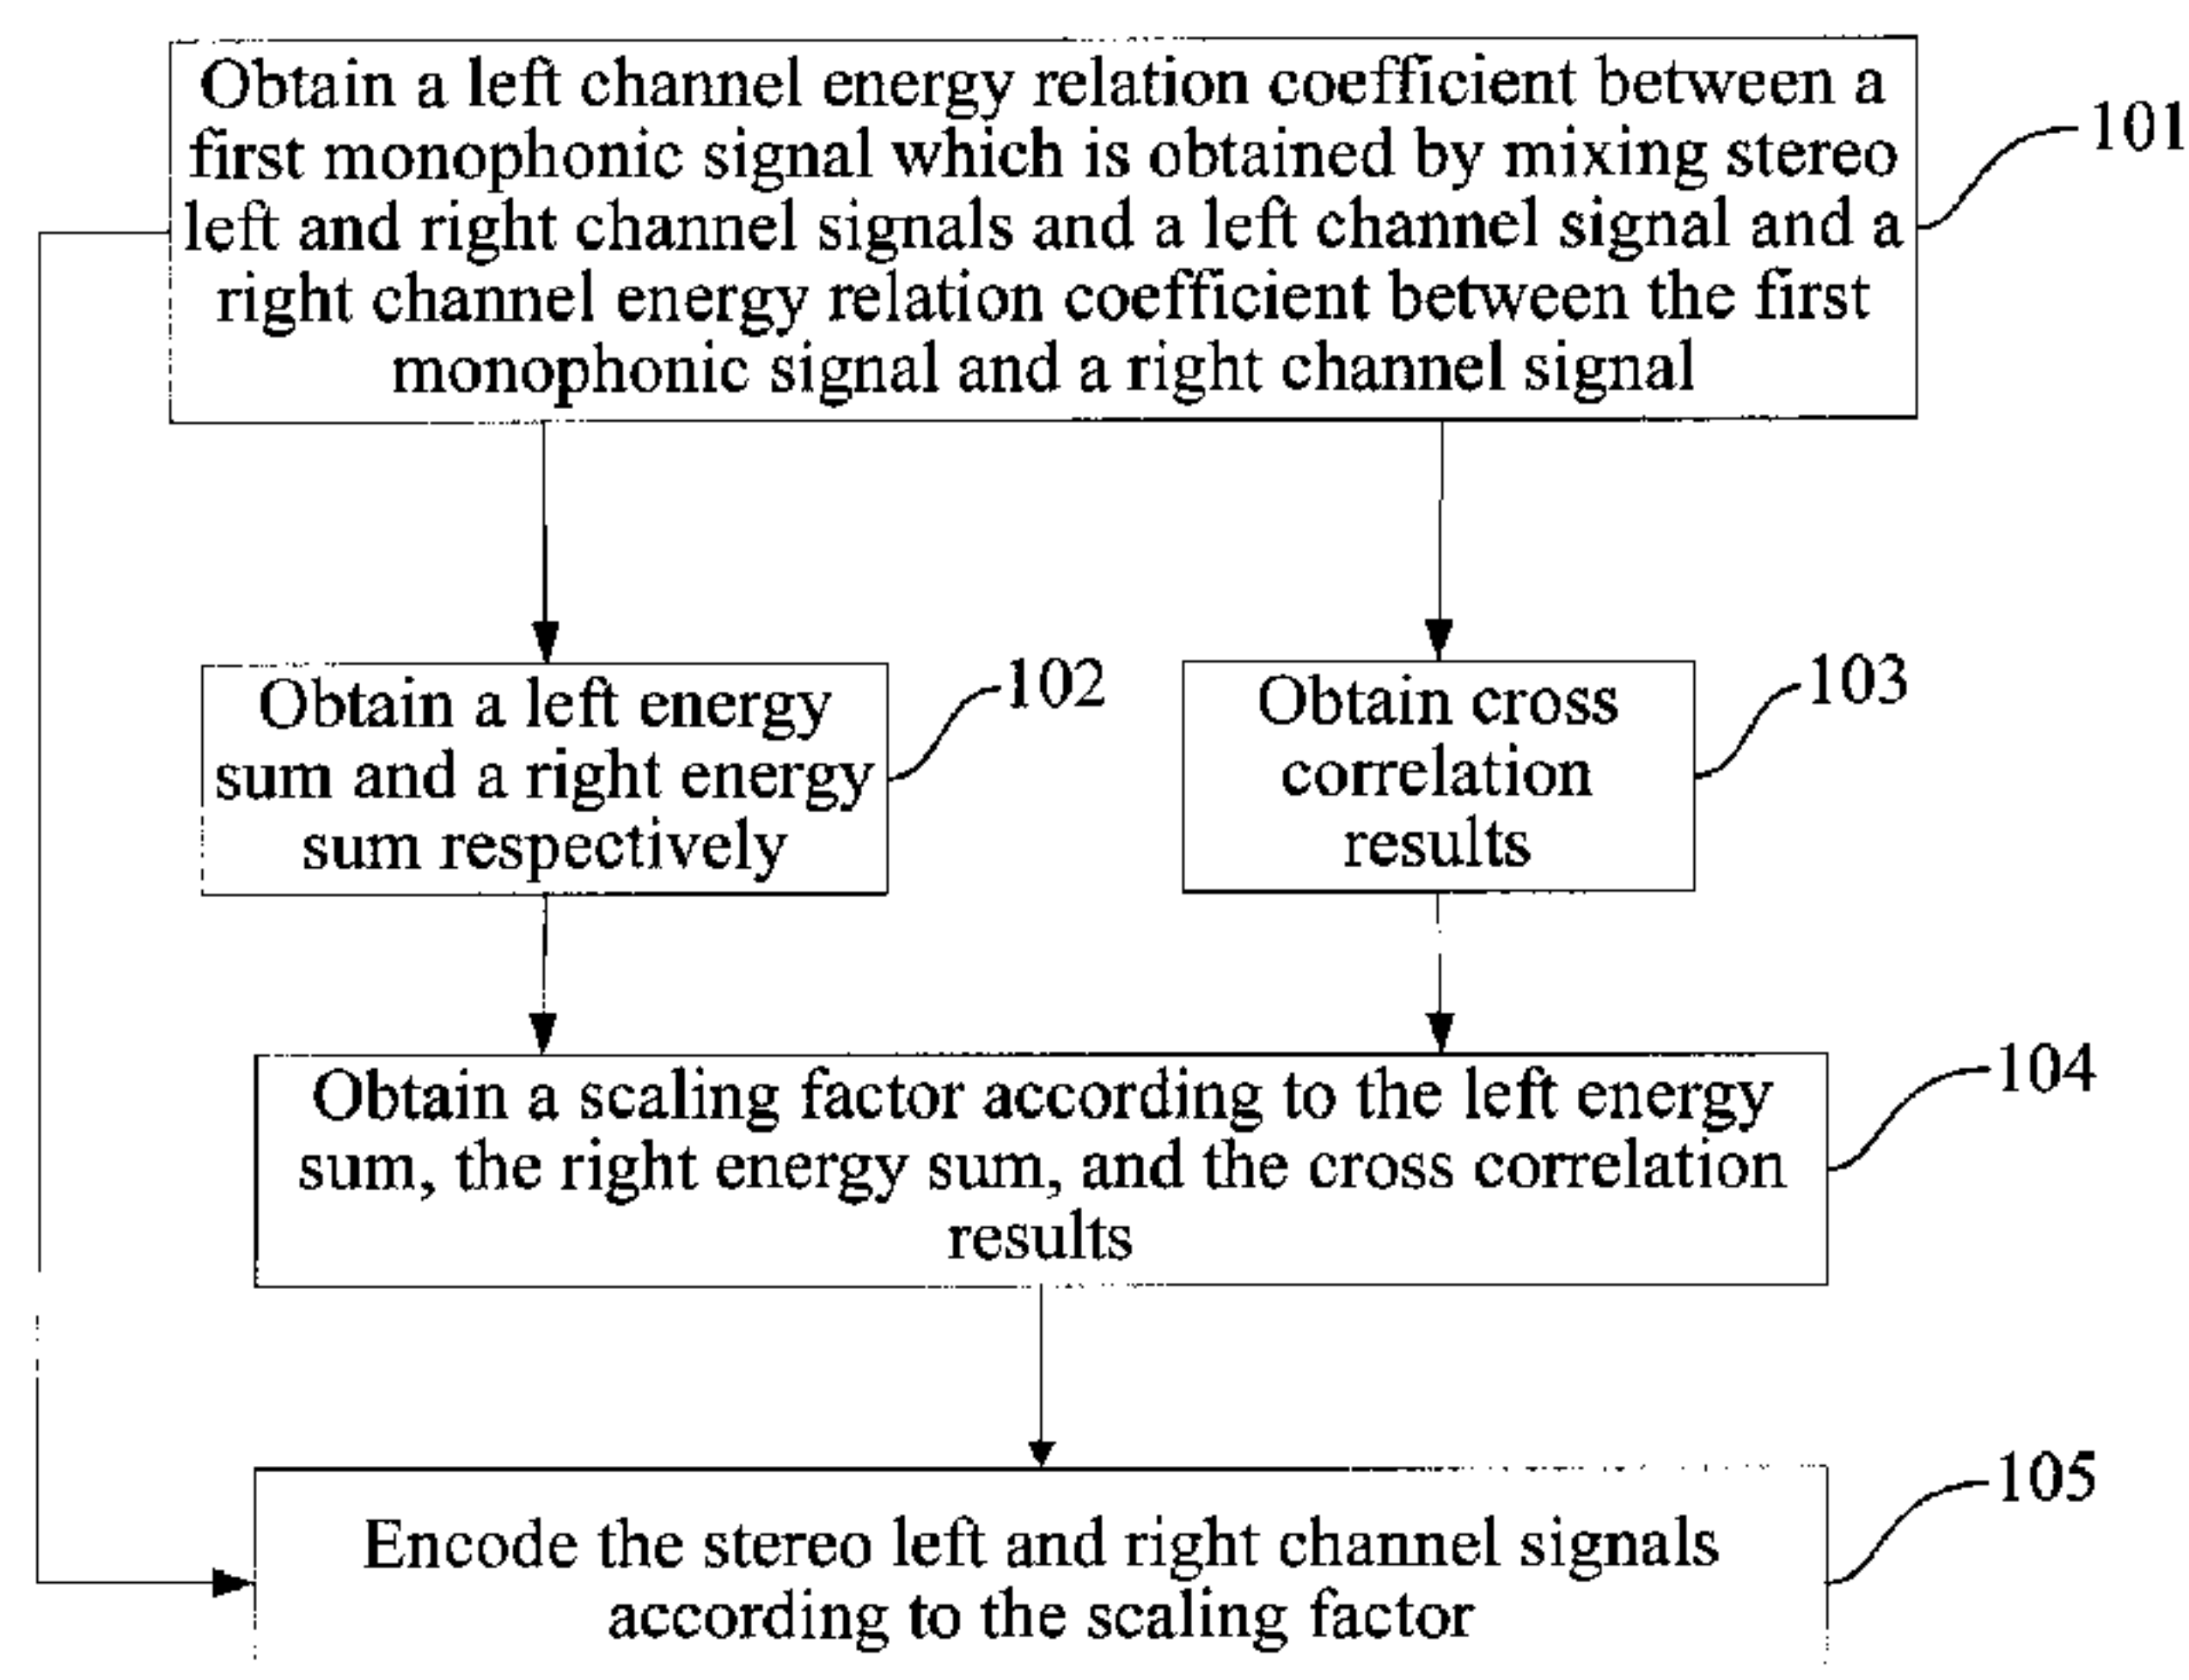 Obtain a left channel energy relation coefficient between a
first monophonic signal which is obtained by mixing stereo
left and right channel signals and a left channel signal and a
right channel energy relation coefficient between the first
monophonic signal and a right channel signal
101
Obtain a left energy
sum and a right energy
sum respectively
102
Obtain cross
correlation
results
103
Obtain a scaling factor according to the left energy
sum, the right energy sum, and the cross correlation
results
104
Encode the stereo left and right channel signals
according to the scaling factor
105